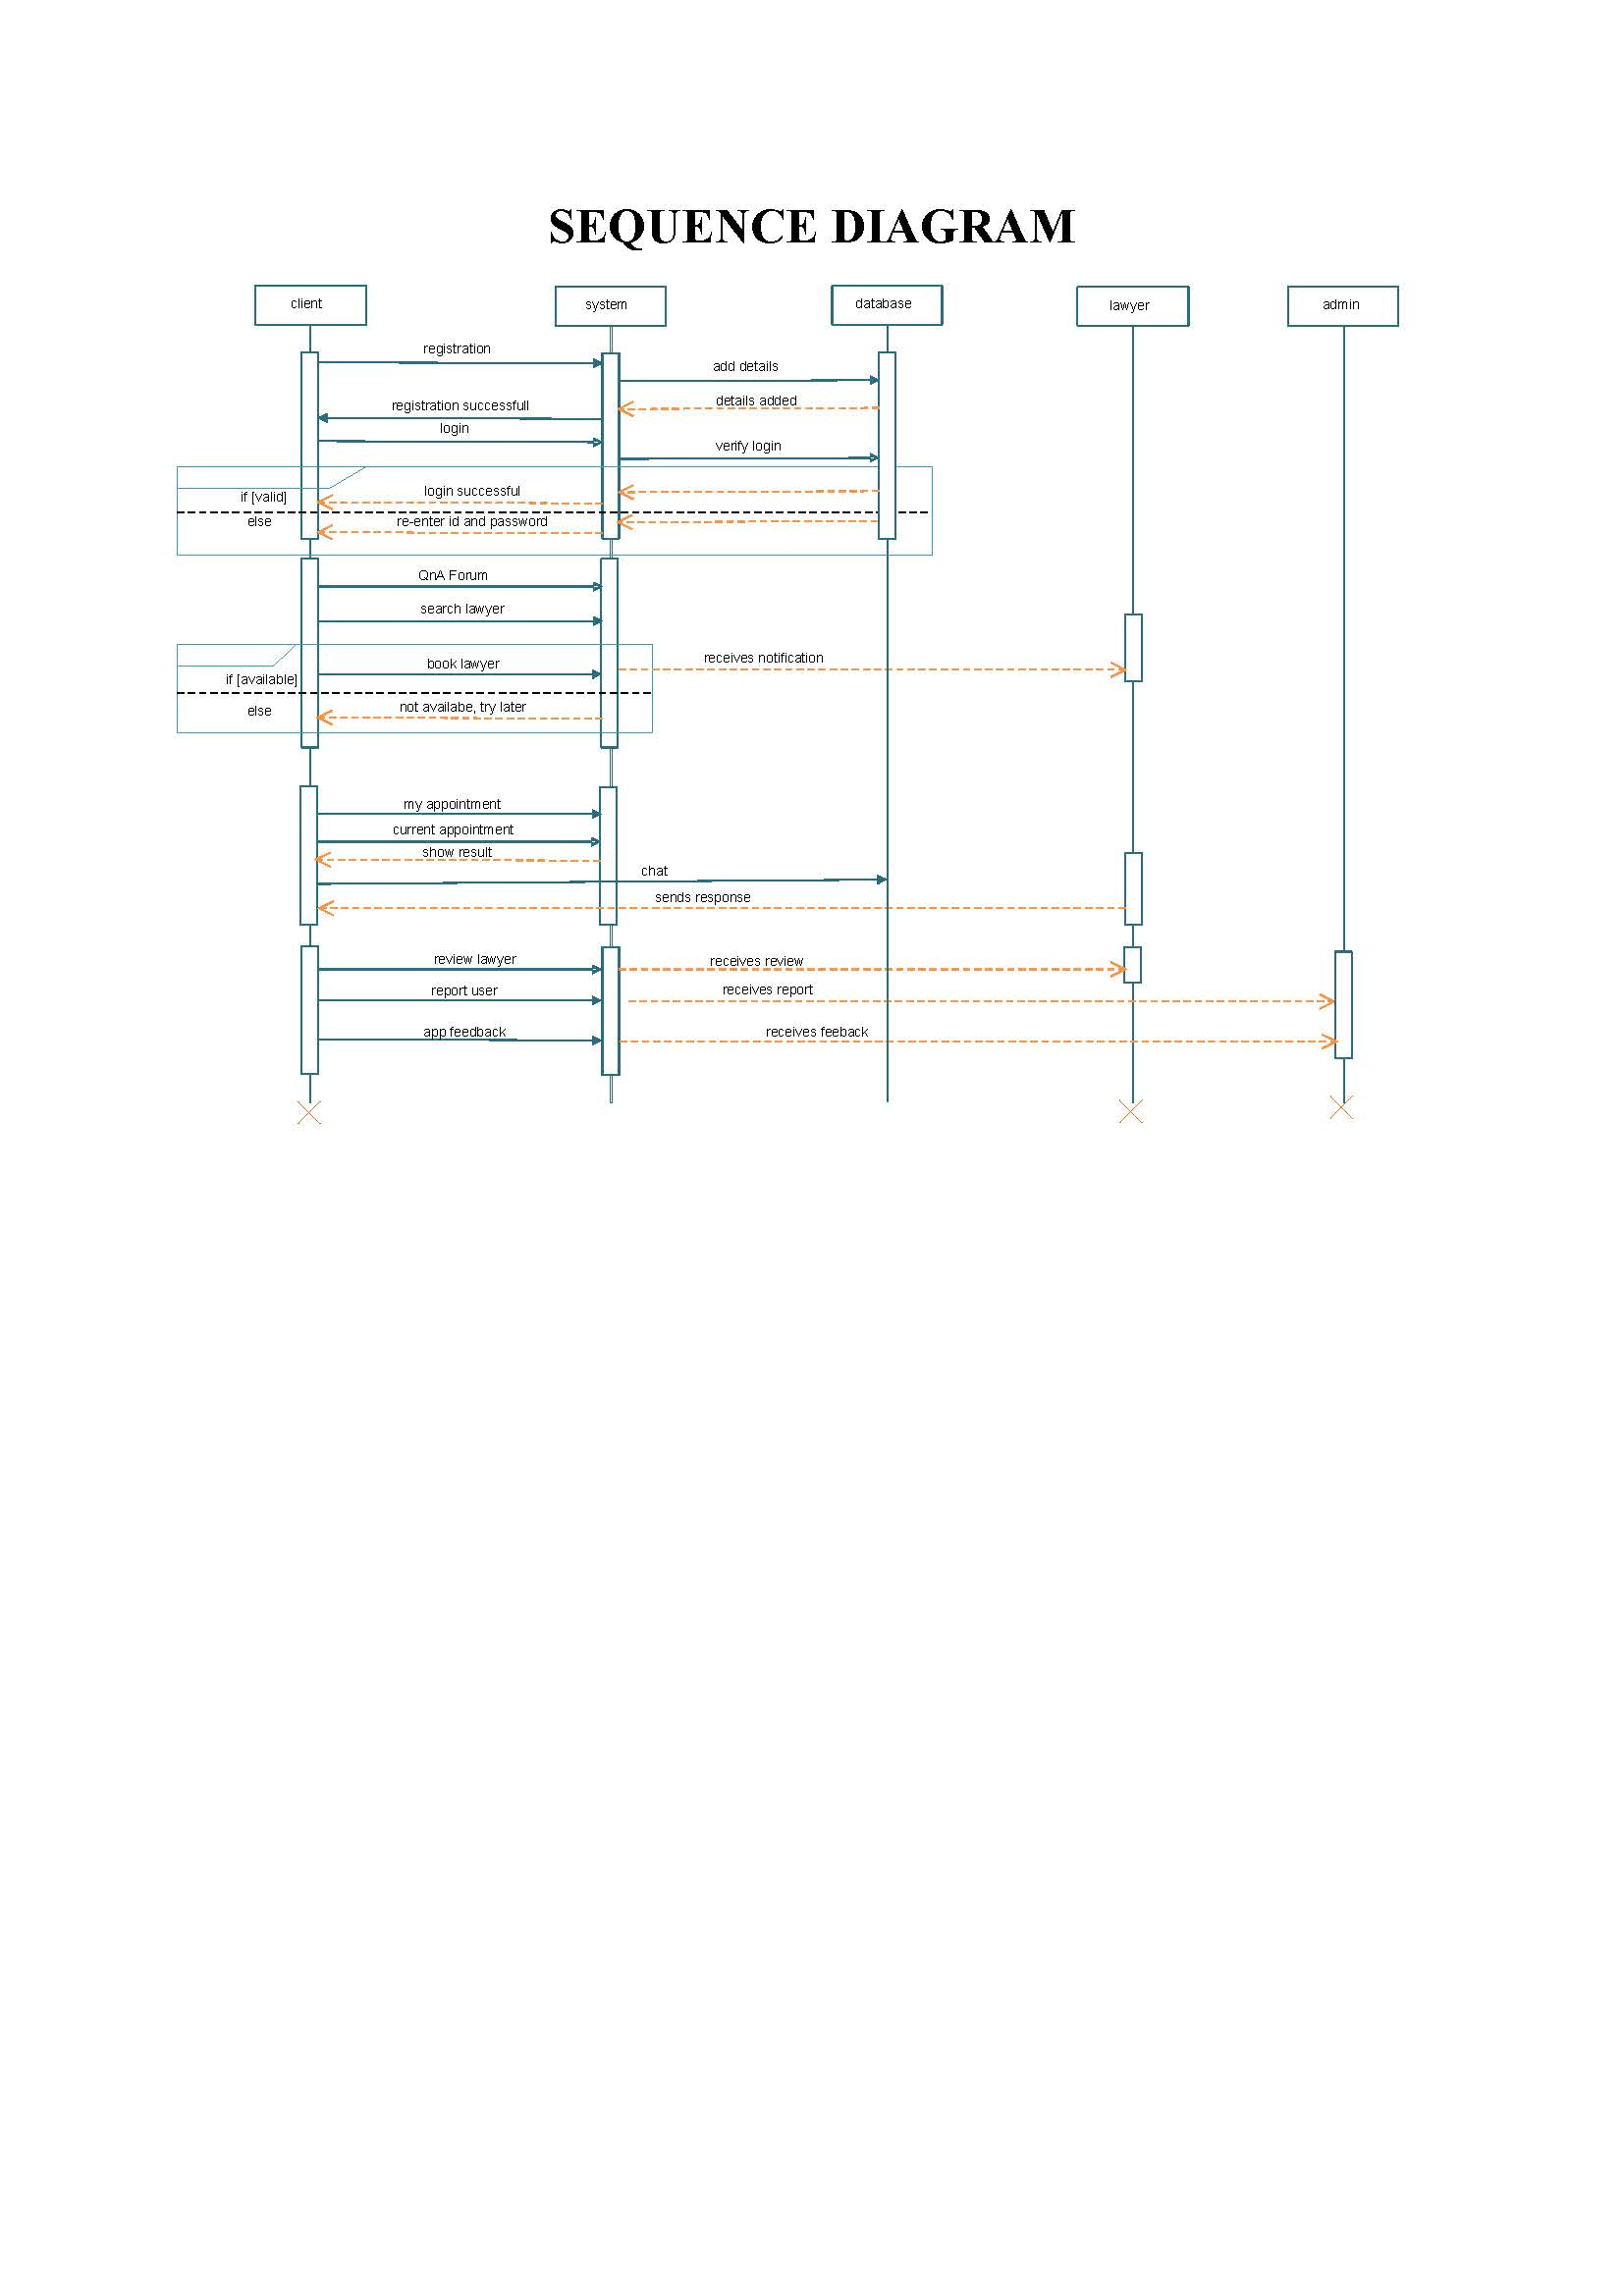 SEQUENCE DIAGRAM
client
system
database
lawyer
admin
registration
add details
details added
registration successfull
login
verify login
login successful
if [valid]
else
re-enter id and password
QnA Forum
search lawyer
receives notification
book lawyer
if [available]
not availabe, try later
else
my appointment
current appointment
show result
chat
sends response
review lawyer
receives review
report user
receives report
app feedback
receives feeback